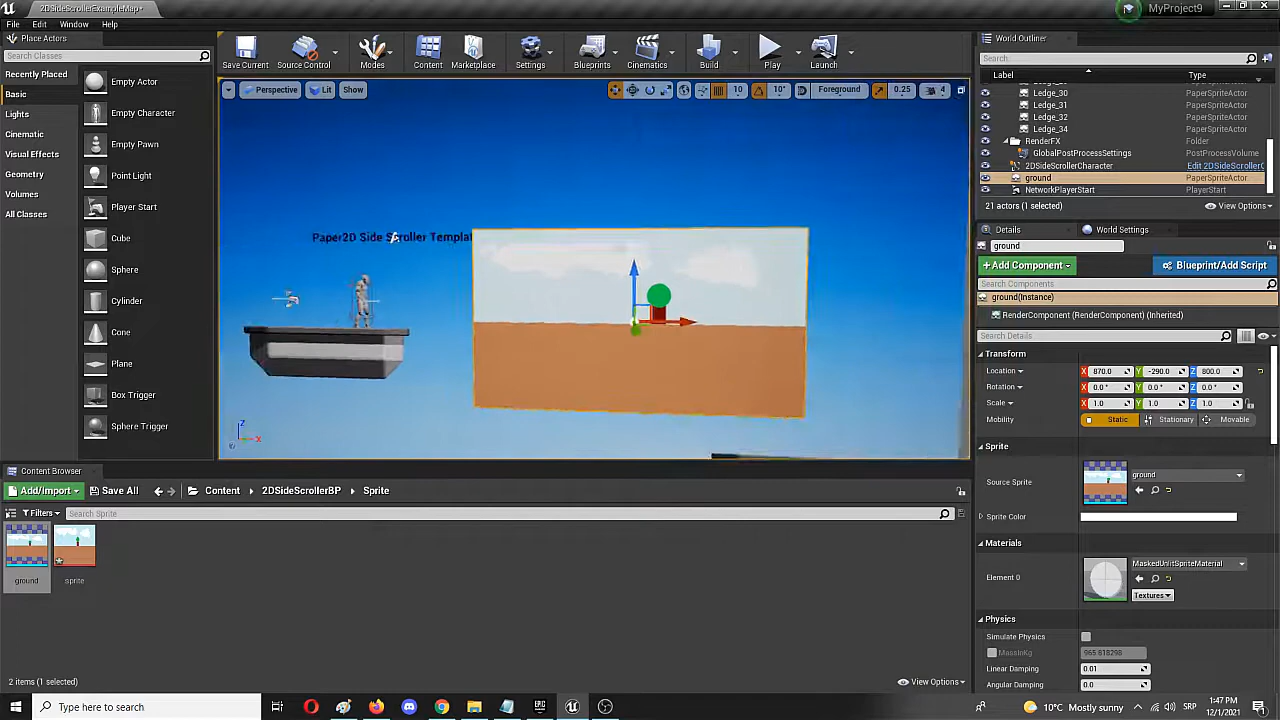 2DSideScrollerExampleMap*
MyProject9
File Edit Window Help
Place Actors
Search Classes
Recently Placed
Basic
Lights
Cinematic
Visual Effects
Geometry
Volumes
All Classes
Empty Actor
Empty Character
Empty Pawn
Point Light
Player Start
Cube
Sphere
Cylinder
Cone
Plane
Box Trigger
Sphere Trigger
Save Current
Source Control
Modes
Content
Marketplace
Settings
Blueprints
Cinematics
Build
Play
Launch
Perspective
Lit
Show
10
10°
Foreground
0.25
4
Paper2D Side Scroller Templat
Z
X
World Outliner
Search...
Label Type
Ledge_30 PaperSpriteActor
Ledge_31 PaperSpriteActor
Ledge_32 PaperSpriteActor
Ledge_34 PaperSpriteActor
RenderFX Folder
GlobalPostProcessSettings PostProcessVolume
2DSideScrollerCharacter Edit 2DSideScrollerC
ground PaperSpriteActor
NetworkPlayerStart PlayerStart
21 actors (1 selected)
View Options
Details
World Settings
ground
+Add Component
Blueprint/Add Script
Search Components
ground(Instance)
RenderComponent (RenderComponent) (Inherited)
Search Details
Transform
Location X 870.0 Y -290.0 Z 800.0
Rotation X 0.0° Y 0.0° Z 0.0°
Scale X 1.0 Y 1.0 Z 1.0
Mobility Static Stationary Movable
Sprite
Source Sprite ground
Sprite Color
Materials
Element 0 MaskedUnlitSpriteMaterial
Textures
Physics
Simulate Physics
MassInKg 965.618298
Linear Damping 0.01
Angular Damping 0.0
Content Browser
Add/Import
Save All
Content
2DSideScrollerBP
Sprite
Filters
Search Sprite
ground
sprite
2 items (1 selected)
View Options
Type here to search
10°C Mostly sunny
SRP
1:47 PM
12/1/2021